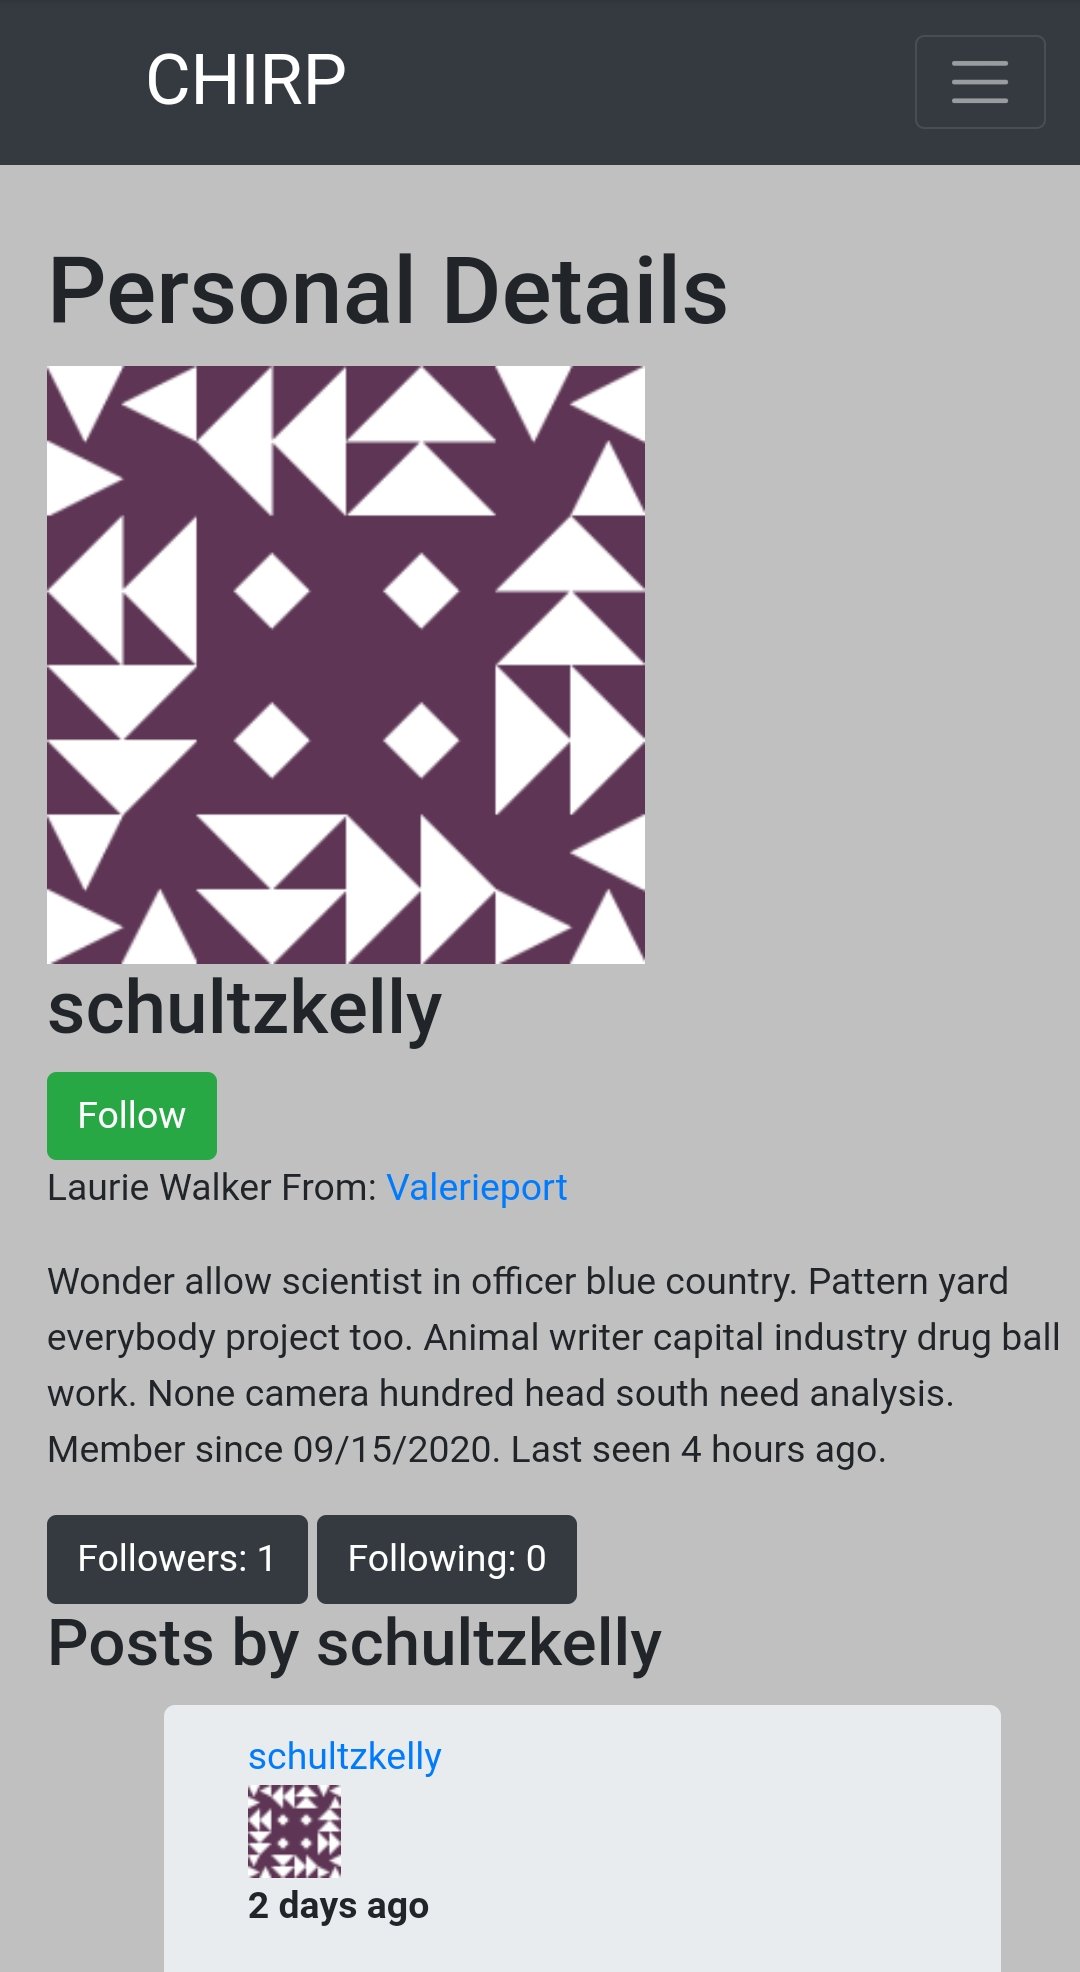 CHIRP
Personal Details
schultzkelly
Follow
Laurie Walker From: Valerieport
Wonder allow scientist in officer blue country. Pattern yard
everybody project too. Animal writer capital industry drug ball
work. None camera hundred head south need analysis.
Member since 09/15/2020. Last seen 4 hours ago.
Followers: 1 Following: 0
Posts by schultzkelly
schultzkelly
2 days ago